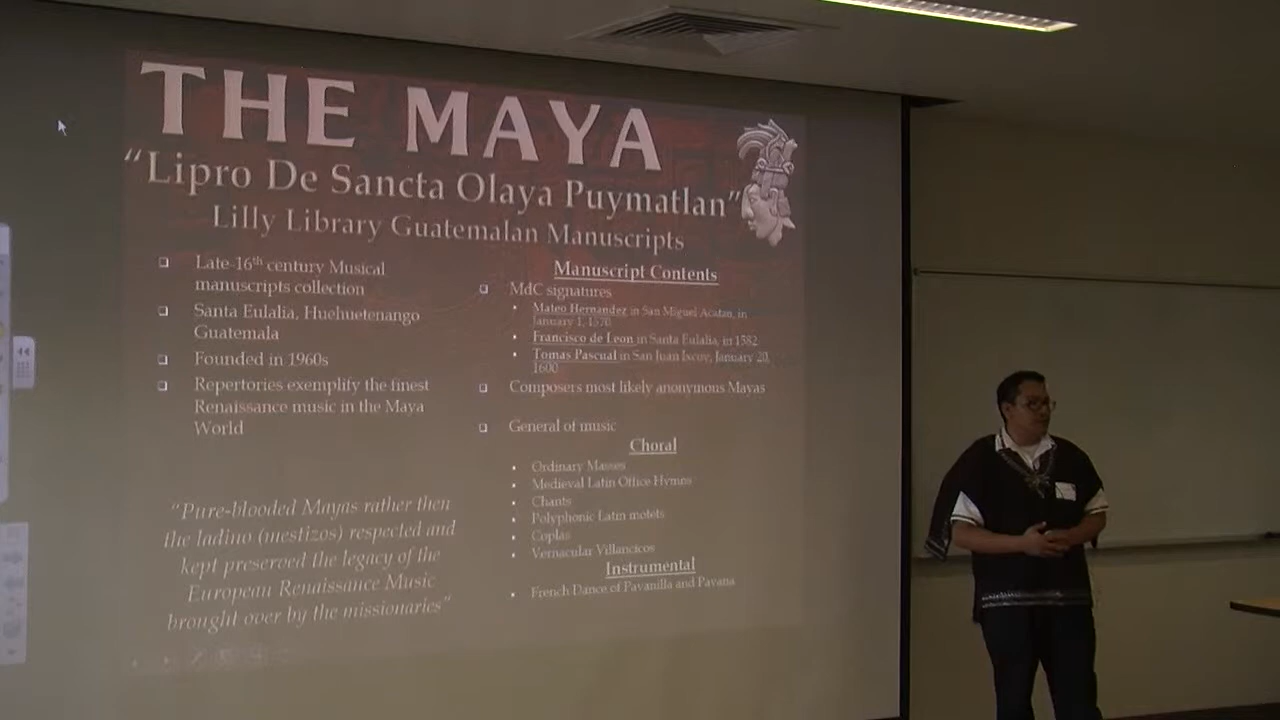 THE MAYA
“Lipro De Sancta Olaya Puymatlan”
Lilly Library Guatemalan Manuscripts
Late-16th century Musical
manuscripts collection
Santa Eulalia, Huehuetenango
Guatemala
Founded in 1960s
Repertories exemplify the finest
Renaissance music in the Maya
World
“Pure-blooded Mayas rather then
the ladino (mestizos) respected and
kept preserved the legacy of the
European Renaissance Music
brought over by the missionaries”
Manuscript Contents
MdC signatures
Mateo Hernandez in San Miguel Acatan, in
January 1, 1570
Francisco de Leon in Santa Eulalia, in 1582
Tomas Pascual in San Juan Ixcoy, January 20,
1600
Composers most likely anonymous Mayas
General of music
Choral
Ordinary Masses
Medieval Latin Office Hymns
Chants
Polyphonic Latin motets
Coplas
Vernacular Villancicos
Instrumental
French Dance of Pavanilla and Pavana